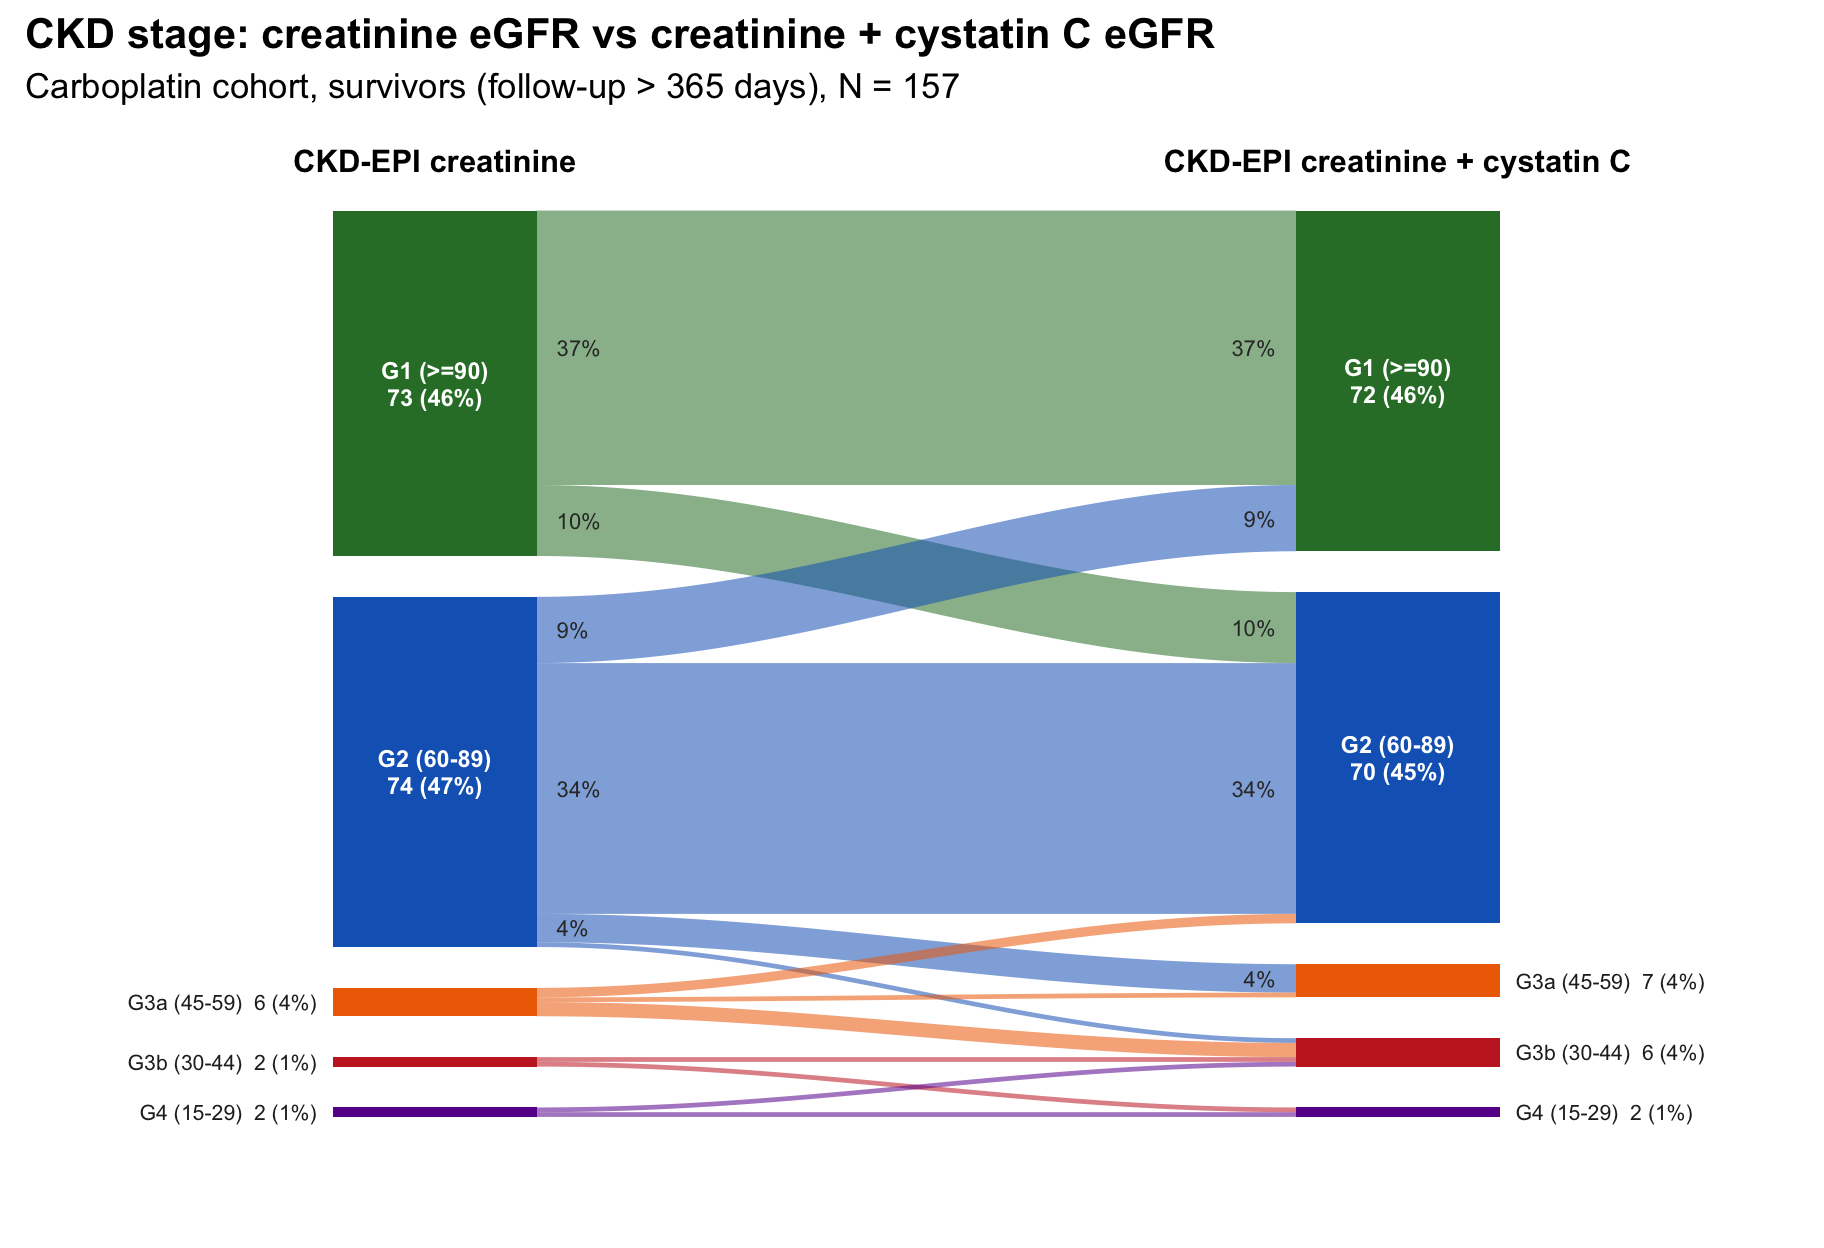 CKD stage: creatinine eGFR vs creatinine + cystatin C eGFR
Carboplatin cohort, survivors (follow-up > 365 days), N = 157
CKD-EPI creatinine
CKD-EPI creatinine + cystatin C
G1 (>=90)
73 (46%)
37%
10%
37%
9%
G1 (>=90)
72 (46%)
G2 (60-89)
74 (47%)
9%
34%
4%
10%
34%
4%
G2 (60-89)
70 (45%)
G3a (45-59)  6 (4%)
G3b (30-44)  2 (1%)
G4 (15-29)  2 (1%)
G3a (45-59)  7 (4%)
G3b (30-44)  6 (4%)
G4 (15-29)  2 (1%)